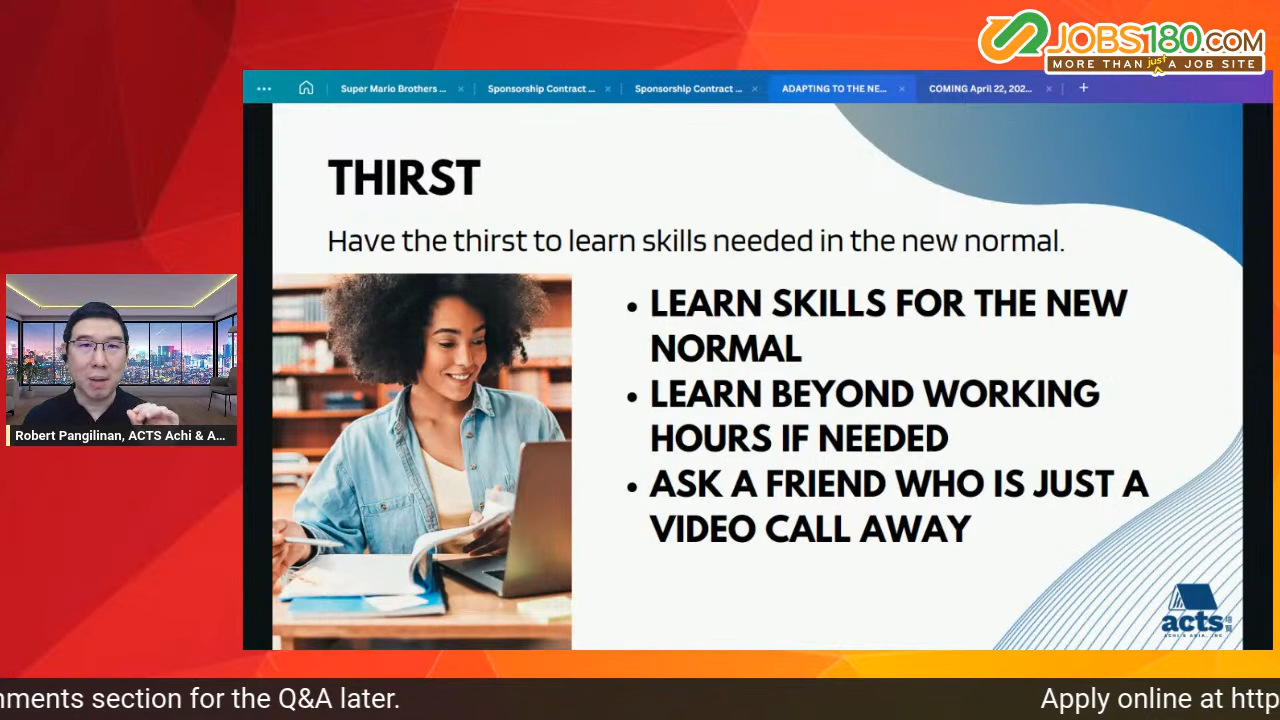 JOBS180.COM
MORE THAN just A JOB SITE
Super Mario Brothers ...
Sponsorship Contract ...
Sponsorship Contract ...
ADAPTING TO THE NE...
COMING April 22, 202...
THIRST
Have the thirst to learn skills needed in the new normal.
• LEARN SKILLS FOR THE NEW
NORMAL
• LEARN BEYOND WORKING
HOURS IF NEEDED
• ASK A FRIEND WHO IS JUST A
VIDEO CALL AWAY
Robert Pangilinan, ACTS Achi & A...
acts
ACHI & ASIA, INC
nments section for the Q&A later.
Apply online at http